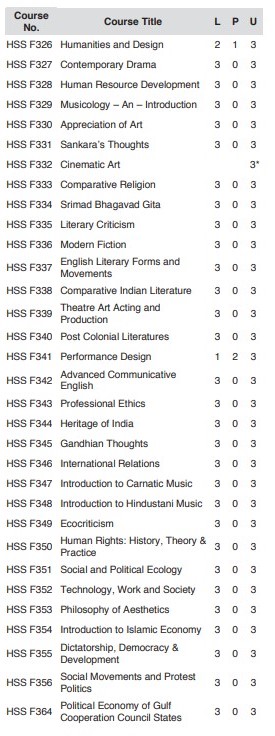 Course No. Course Title L P U
HSS F326 Humanities and Design 2 1 3
HSS F327 Contemporary Drama 3 0 3
HSS F328 Human Resource Development 3 0 3
HSS F329 Musicology – An – Introduction 3 0 3
HSS F330 Appreciation of Art 3 0 3
HSS F331 Sankara's Thoughts 3 0 3
HSS F332 Cinematic Art 3*
HSS F333 Comparative Religion 3 0 3
HSS F334 Srimad Bhagavad Gita 3 0 3
HSS F335 Literary Criticism 3 0 3
HSS F336 Modern Fiction 3 0 3
HSS F337 English Literary Forms and
Movements 3 0 3
HSS F338 Comparative Indian Literature 3 0 3
HSS F339 Theatre Art Acting and
Production 3 0 3
HSS F340 Post Colonial Literatures 3 0 3
HSS F341 Performance Design 1 2 3
HSS F342 Advanced Communicative
English 3 0 3
HSS F343 Professional Ethics 3 0 3
HSS F344 Heritage of India 3 0 3
HSS F345 Gandhian Thoughts 3 0 3
HSS F346 International Relations 3 0 3
HSS F347 Introduction to Carnatic Music 3 0 3
HSS F348 Introduction to Hindustani Music 3 0 3
HSS F349 Ecocriticism 3 0 3
HSS F350 Human Rights: History, Theory &
Practice 3 0 3
HSS F351 Social and Political Ecology 3 0 3
HSS F352 Technology, Work and Society 3 0 3
HSS F353 Philosophy of Aesthetics 3 0 3
HSS F354 Introduction to Islamic Economy 3 0 3
HSS F355 Dictatorship, Democracy &
Development 3 0 3
HSS F356 Social Movements and Protest
Politics 3 0 3
HSS F364 Political Economy of Gulf
Cooperation Council States 3 0 3